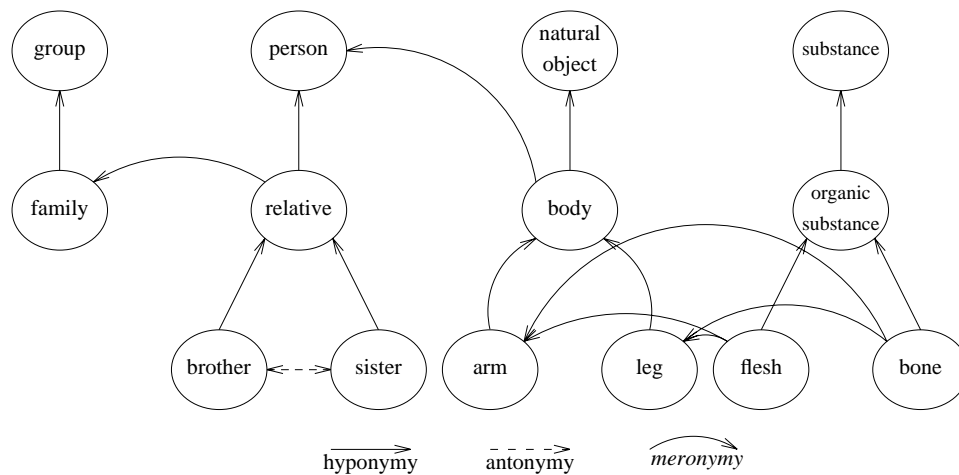 group
person
natural
object
substance
family
relative
body
organic
substance
brother
sister
arm
leg
flesh
bone
hyponymy
antonymy
meronymy